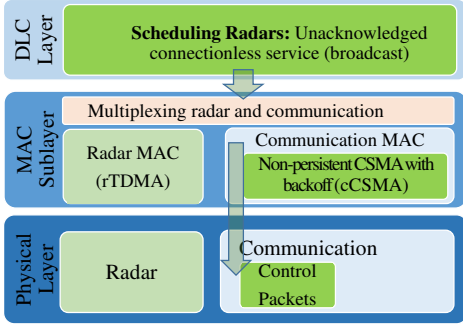 DLC
Layer
Scheduling Radars: Unacknowledged
connectionless service (broadcast)
MAC
Sublayer
Multiplexing radar and communication
Radar MAC
(rTDMA)
Communication MAC
Non-persistent CSMA with
backoff (cCSMA)
Physical
Layer
Radar
Communication
Control
Packets